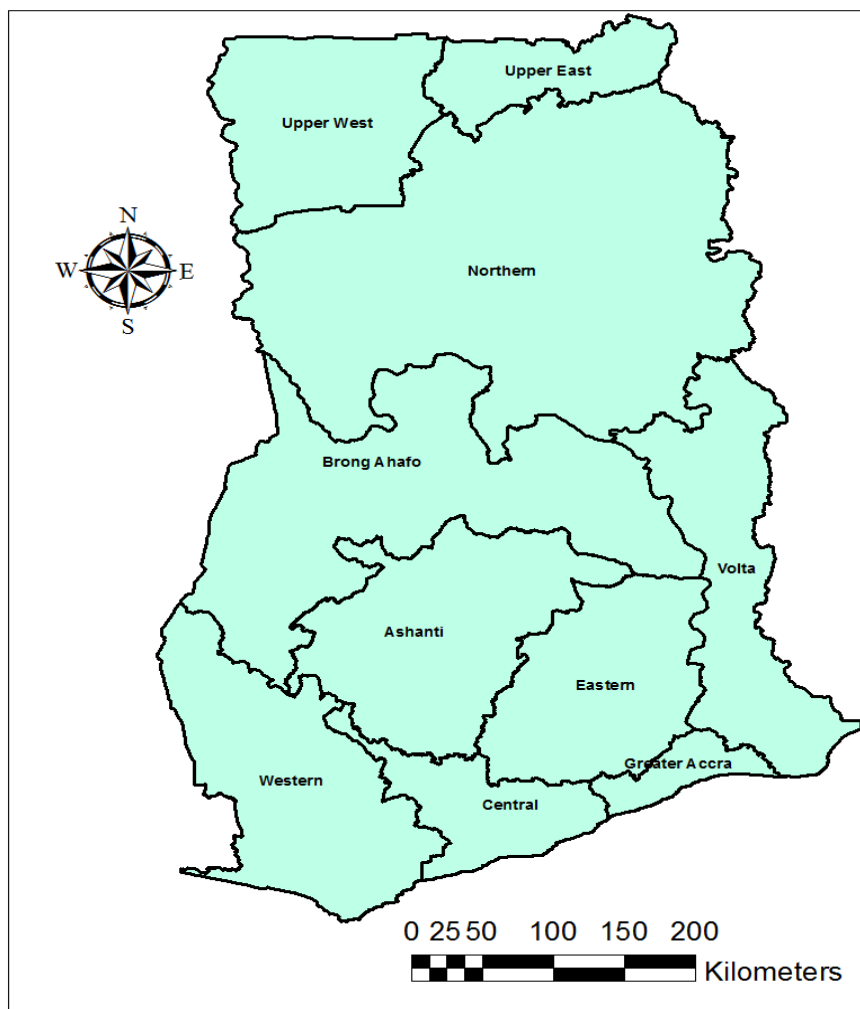 Upper East
Upper West
N
W E
S
Northern
Brong Ahafo
Volta
Ashanti
Eastern
Greater Accra
Western
Central
0 25 50 100 150 200
Kilometers